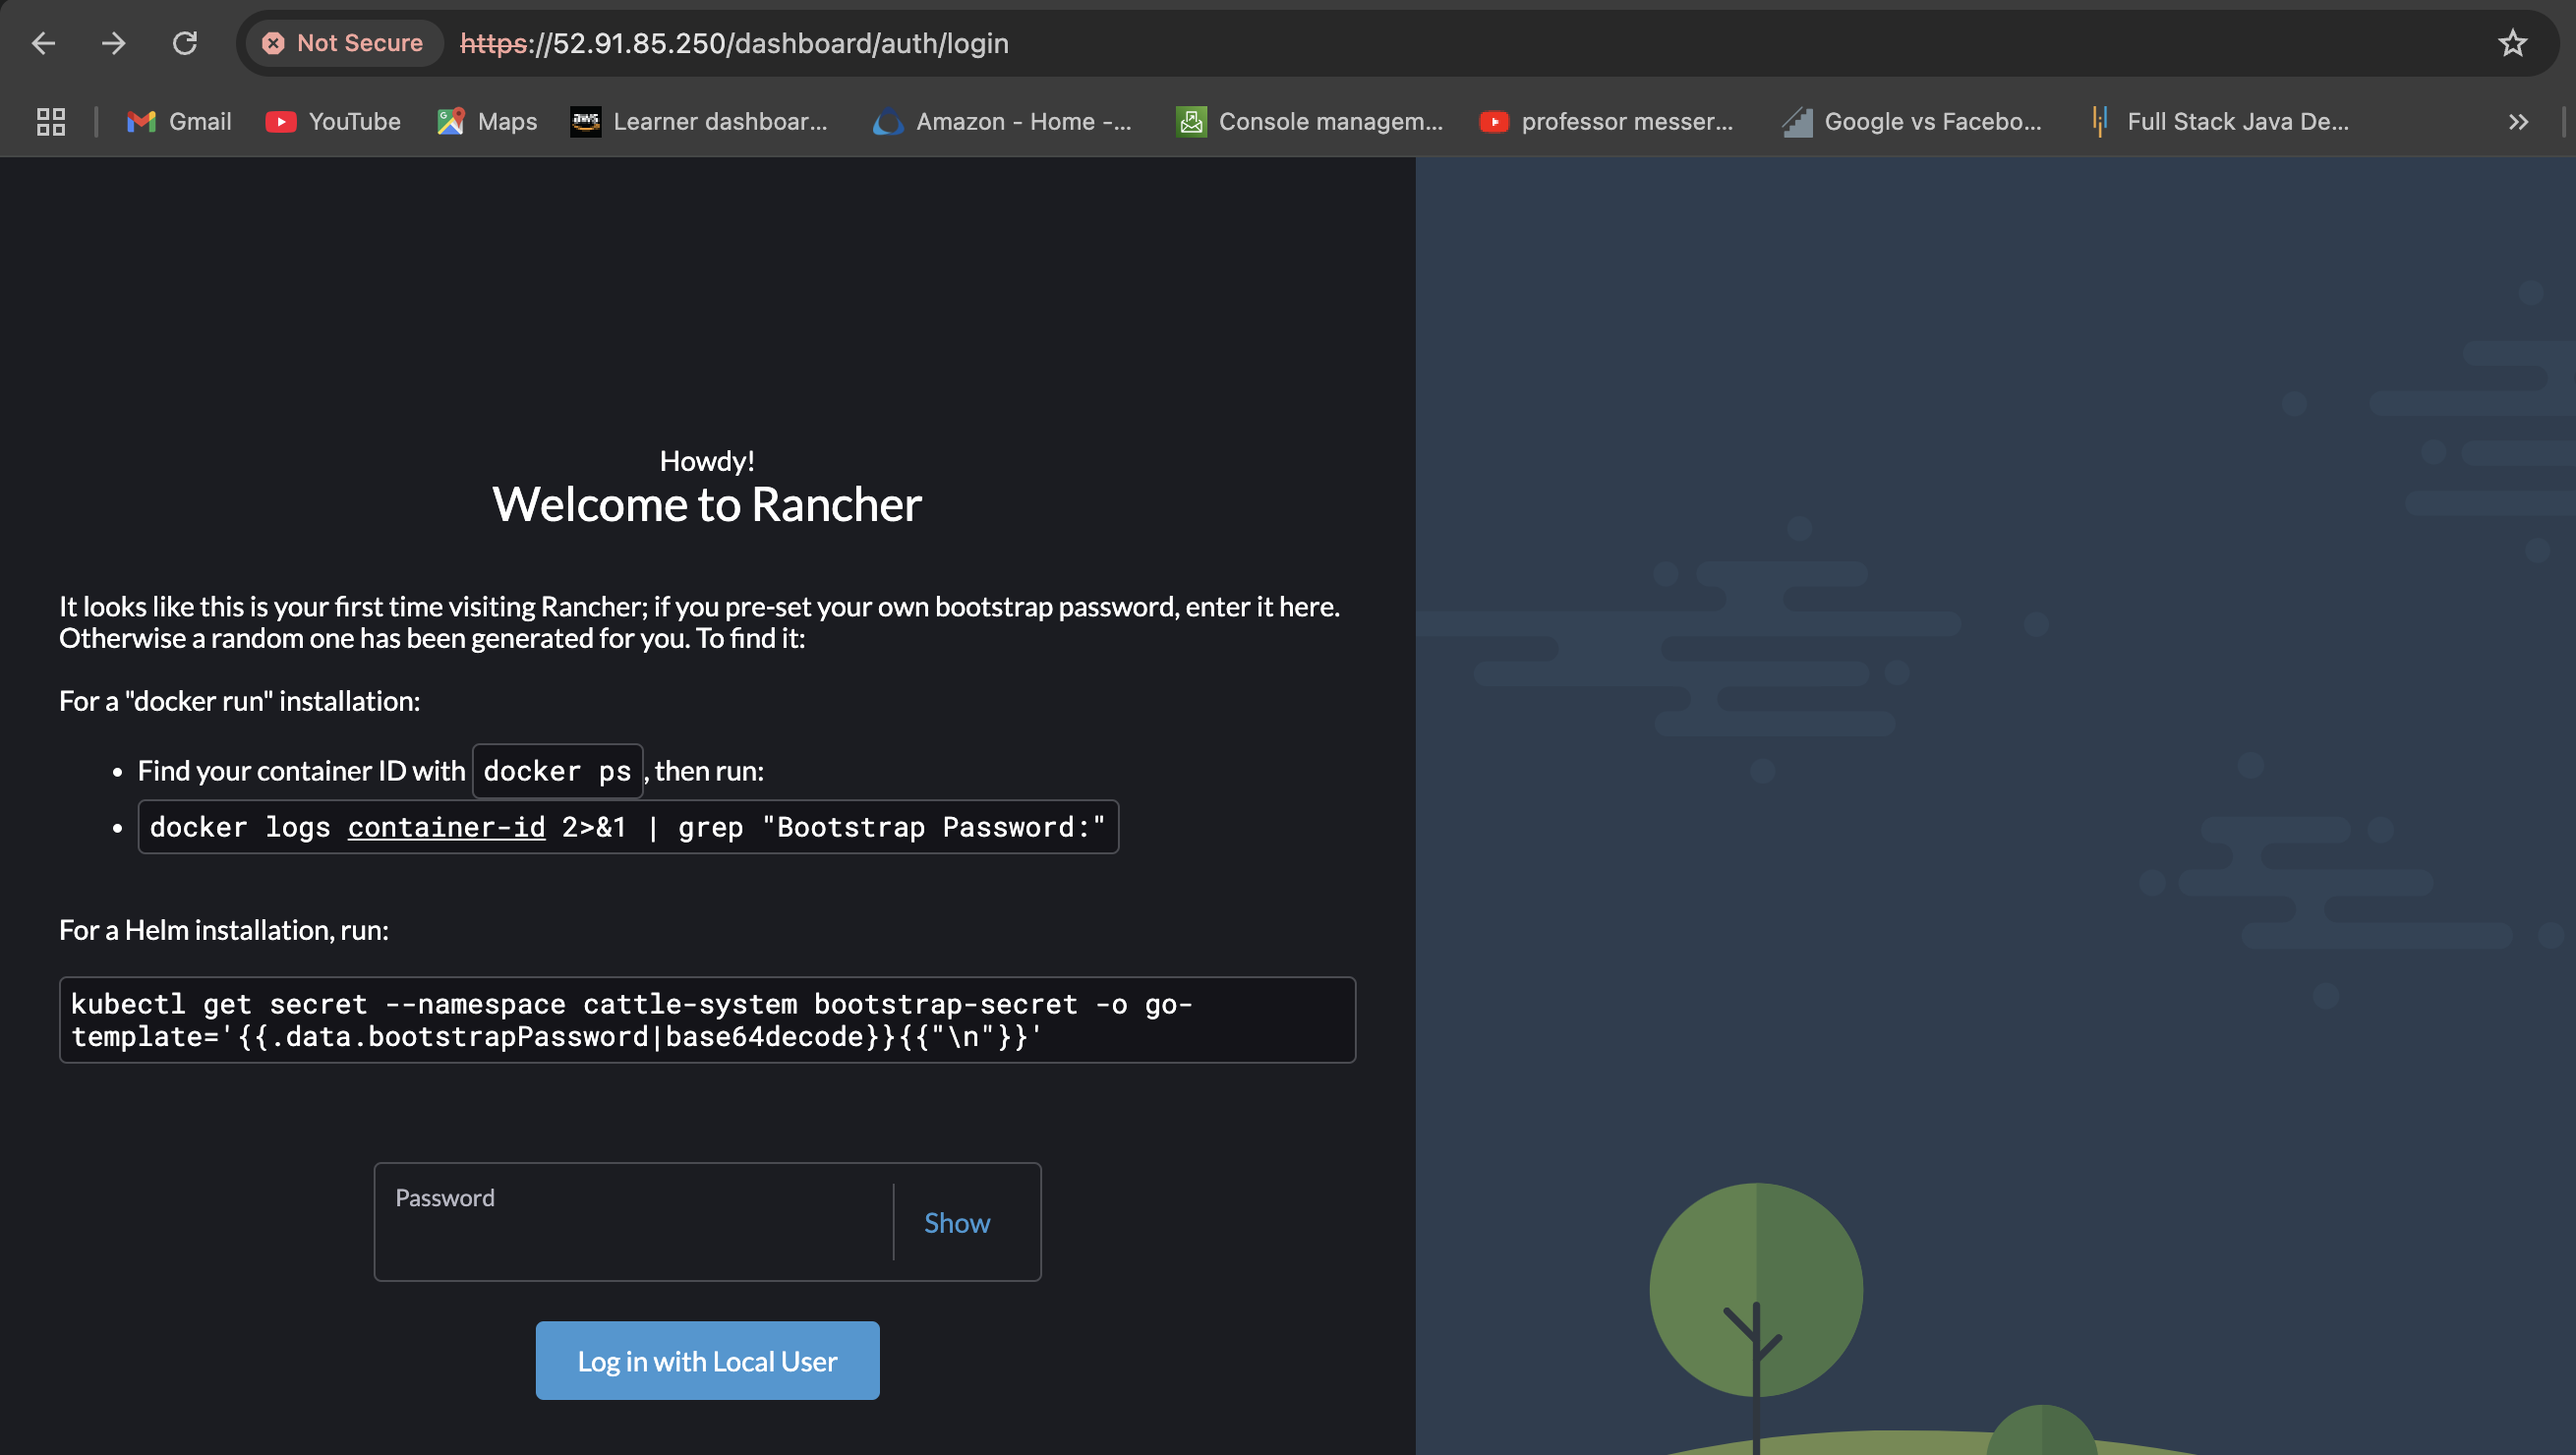 Not Secure https://52.91.85.250/dashboard/auth/login
Gmail YouTube Maps Learner dashboar... Amazon - Home -... Console managem... professor messer... Google vs Facebo... Full Stack Java De...
Howdy!
Welcome to Rancher
It looks like this is your first time visiting Rancher; if you pre-set your own bootstrap password, enter it here.
Otherwise a random one has been generated for you. To find it:
For a "docker run" installation:
• Find your container ID with docker ps, then run:
• docker logs container-id 2>&1 | grep "Bootstrap Password:"
For a Helm installation, run:
kubectl get secret --namespace cattle-system bootstrap-secret -o go-
template='{{.data.bootstrapPassword|base64decode}}{{"\n"}}'
Password
Show
Log in with Local User